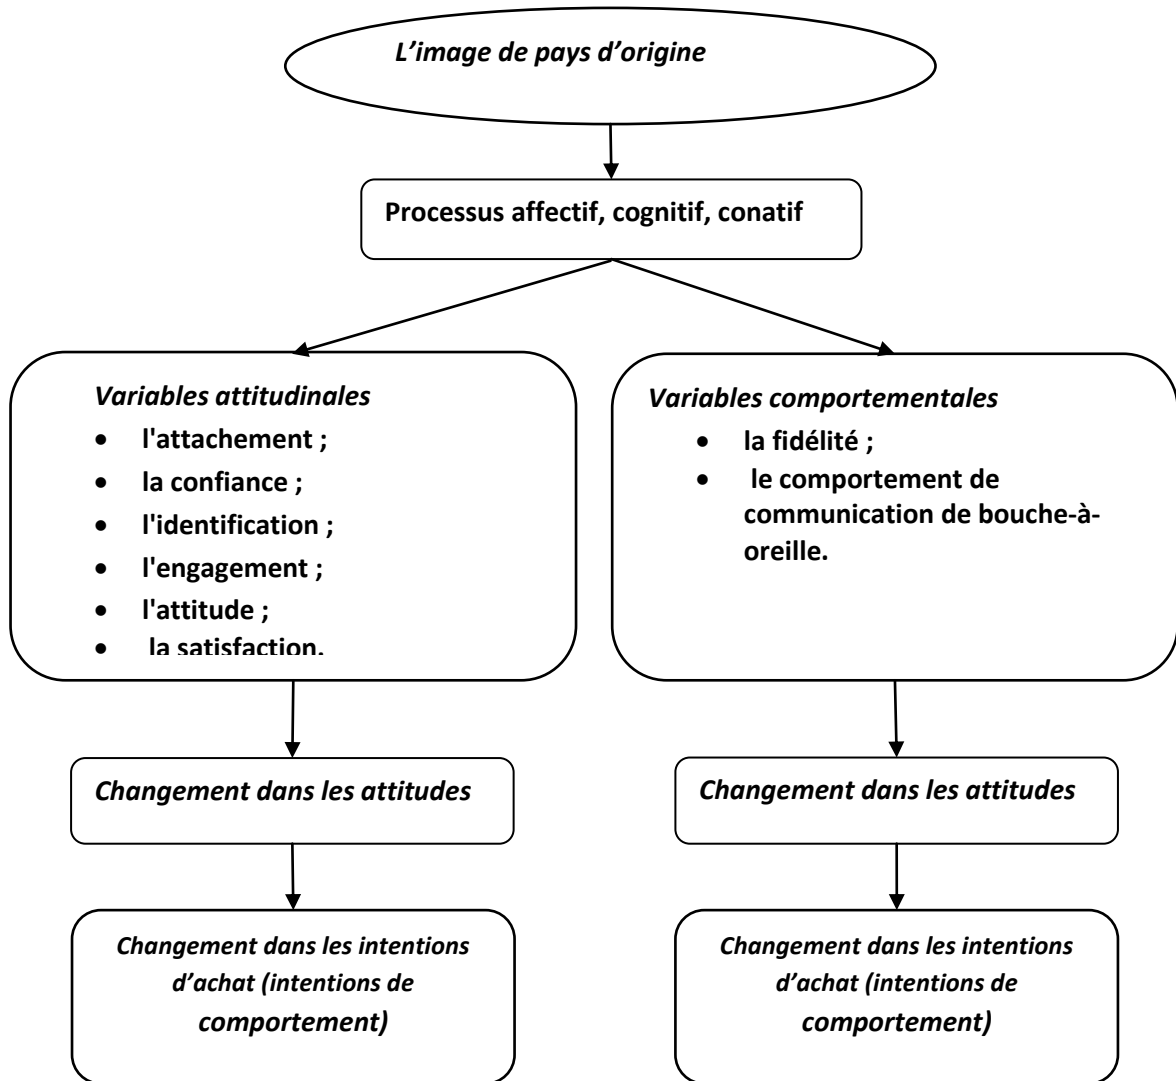 L’image de pays d’origine
Processus affectif, cognitif, conatif
Variables attitudinales
• l'attachement ;
• la confiance ;
• l'identification ;
• l'engagement ;
• l'attitude ;
• la satisfaction.
Variables comportementales
• la fidélité ;
• le comportement de
communication de bouche-à-
oreille.
Changement dans les attitudes
Changement dans les attitudes
Changement dans les intentions
d’achat (intentions de
comportement)
Changement dans les intentions
d’achat (intentions de
comportement)